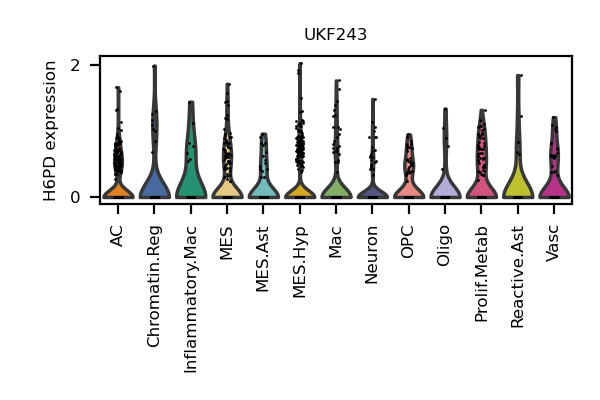 UKF243
H6PD expression
2
0
AC
Chromatin.Reg
Inflammatory.Mac
MES
MES.Ast
MES.Hyp
Mac
Neuron
OPC
Oligo
Prolif.Metab
Reactive.Ast
Vasc